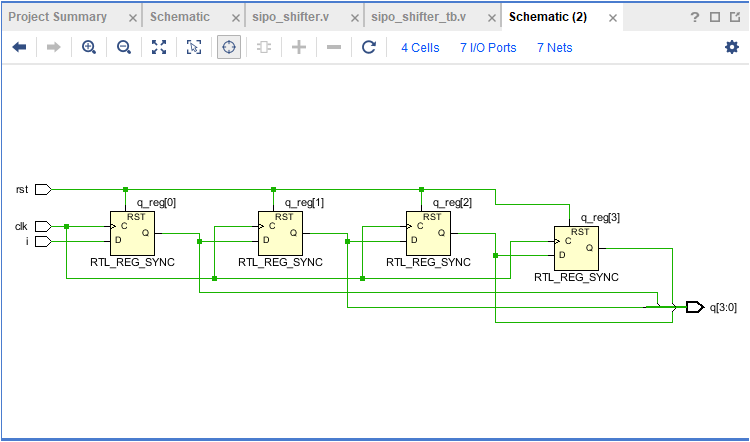 Project Summary
Schematic
sipo_shifter.v
sipo_shifter_tb.v
Schematic (2)
4 Cells
7 I/O Ports
7 Nets
rst
clk
i
q_reg[0]
RST
C
D
Q
RTL_REG_SYNC
q_reg[1]
RST
C
D
Q
RTL_REG_SYNC
q_reg[2]
RST
C
D
Q
RTL_REG_SYNC
q_reg[3]
RST
C
D
Q
RTL_REG_SYNC
q[3:0]